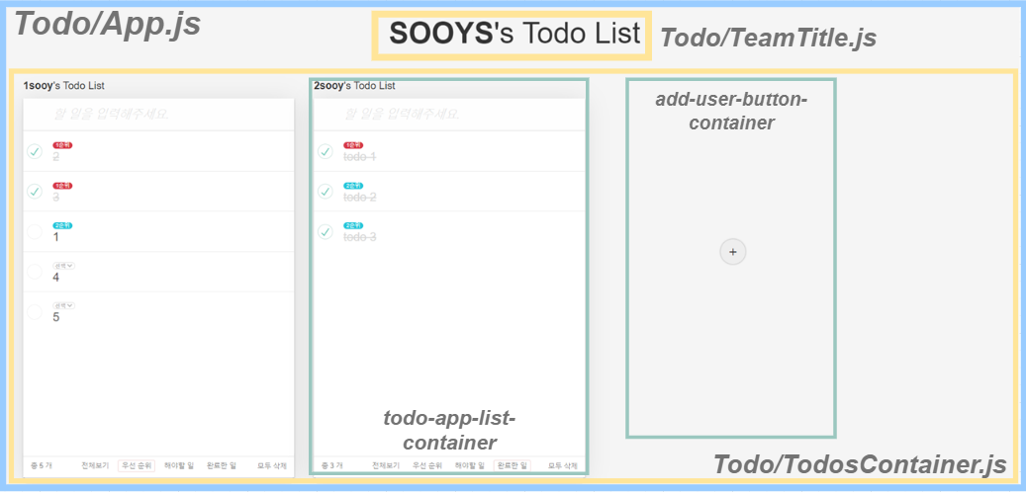 Todo/App.js
SOOYS's Todo List
Todo/TeamTitle.js
1sooy's Todo List
할 일을 입력해주세요.
1순위
2
1순위
3
2순위
1
순위
4
순위
5
총 5 개 전체보기 우선 순위 해야할 일 완료한 일 모두 삭제
2sooy's Todo List
할 일을 입력해주세요.
1순위
todo 1
2순위
todo 2
2순위
todo 3
todo-app-list-
container
총 3 개 전체보기 우선 순위 해야할 일 완료한 일 모두 삭제
add-user-button-
container
+
Todo/TodosContainer.js